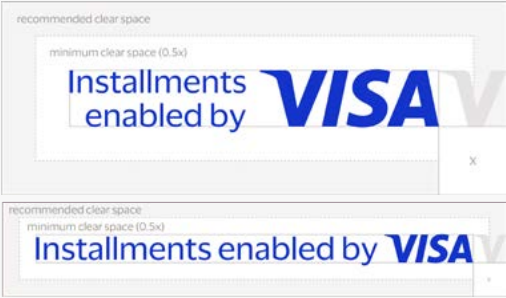 recommended clear space
minimum clear space (0.5x)
Installments
enabled by VISA
V
X
recommended clear space
minimum clear space (0.5x)
Installments enabled by VISA
V
x